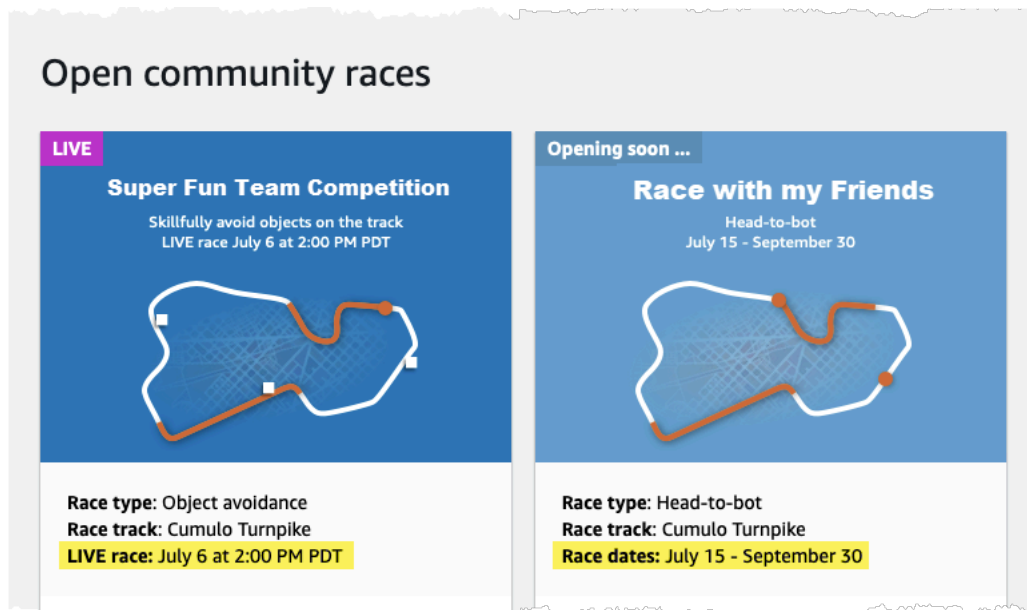 Open community races
LIVE
Super Fun Team Competition
Skillfully avoid objects on the track
LIVE race July 6 at 2:00 PM PDT
Race type: Object avoidance
Race track: Cumulo Turnpike
LIVE race: July 6 at 2:00 PM PDT
Opening soon ...
Race with my Friends
Head-to-bot
July 15 - September 30
Race type: Head-to-bot
Race track: Cumulo Turnpike
Race dates: July 15 - September 30